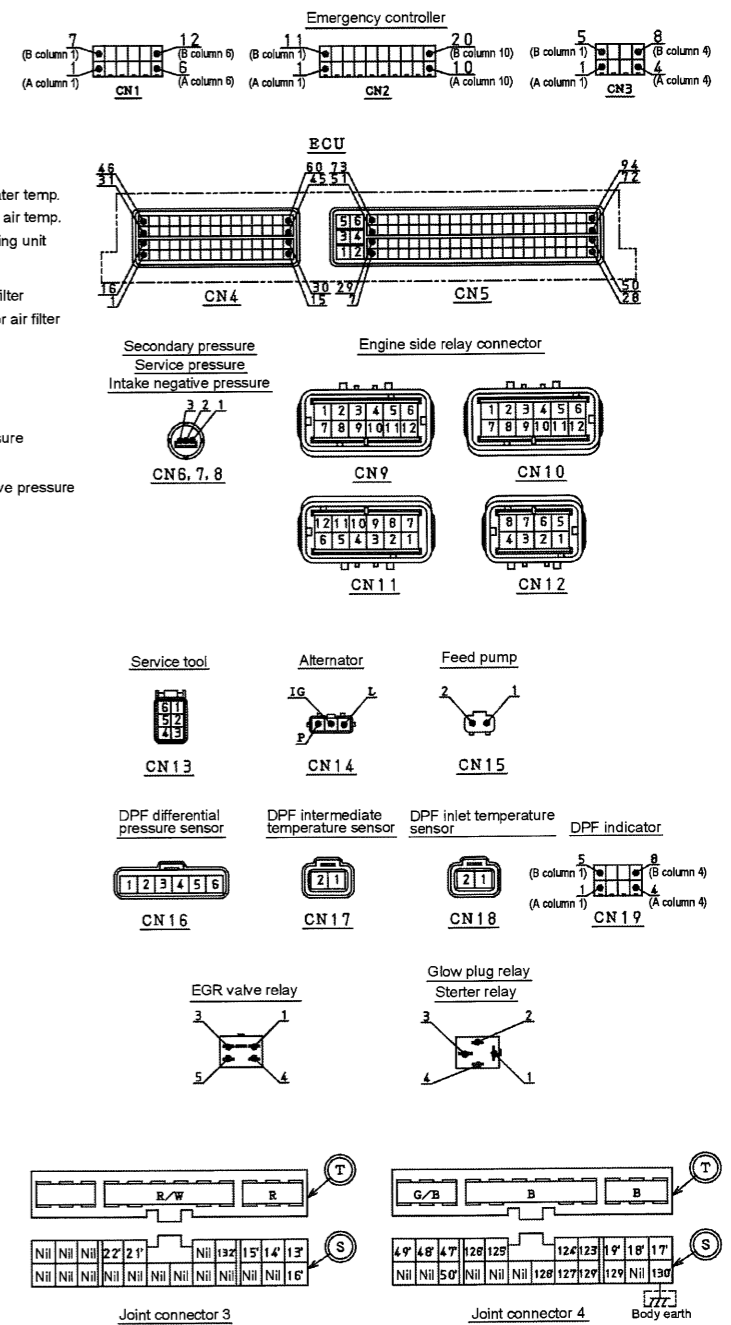 Emergency controller
7 12 11 20 5 8
(B column 1) (B column 6) (B column 1) (B column 10) (B column 1) (B column 4)
1 6 1 10 1 4
(A column 1) (A column 6) (A column 1) (A column 10) (A column 1) (A column 4)
CN1 CN2 CN3
ECU
46 60 73 94
31 45 51 72
ater temp.
air temp.
ing unit
5 6
3 4
1 2
16 30 29 50
1 15 7 28
CN4 CN5
ilter
r air filter
Secondary pressure
Service pressure
Intake negative pressure
3 2 1
CN6, 7, 8
Engine side relay connector
1 2 3 4 5 6
7 8 9 10 11 12
CN9
1 2 3 4 5 6
7 8 9 10 11 12
CN10
sure
ve pressure
12 11 10 9 8 7
6 5 4 3 2 1
CN11
8 7 6 5
4 3 2 1
CN12
Service tool
6 1
5 2
4 3
CN13
Alternator
IG L
P
CN14
Feed pump
2 1
CN15
DPF differential
pressure sensor
1 2 3 4 5 6
CN16
DPF intermediate
temperature sensor
2 1
CN17
DPF inlet temperature
sensor
2 1
CN18
DPF indicator
5 8
(B column 1) (B column 4)
1 4
(A column 1) (A column 4)
CN19
EGR valve relay
3 1
5 4
Glow plug relay
Sterter relay
3 2
4 1
T
R/W R
S
Nil Nil Nil 22' 21' Nil 132' 15' 14' 13'
Nil Nil Nil Nil Nil Nil Nil Nil Nil Nil Nil 16'
Joint connector 3
T
G/B B B
S
49' 48' 47' 126' 125' 124' 123' 19' 18' 17'
Nil Nil 50' Nil Nil Nil 128' 127' 129' 129 Nil 130'
Joint connector 4
Body earth